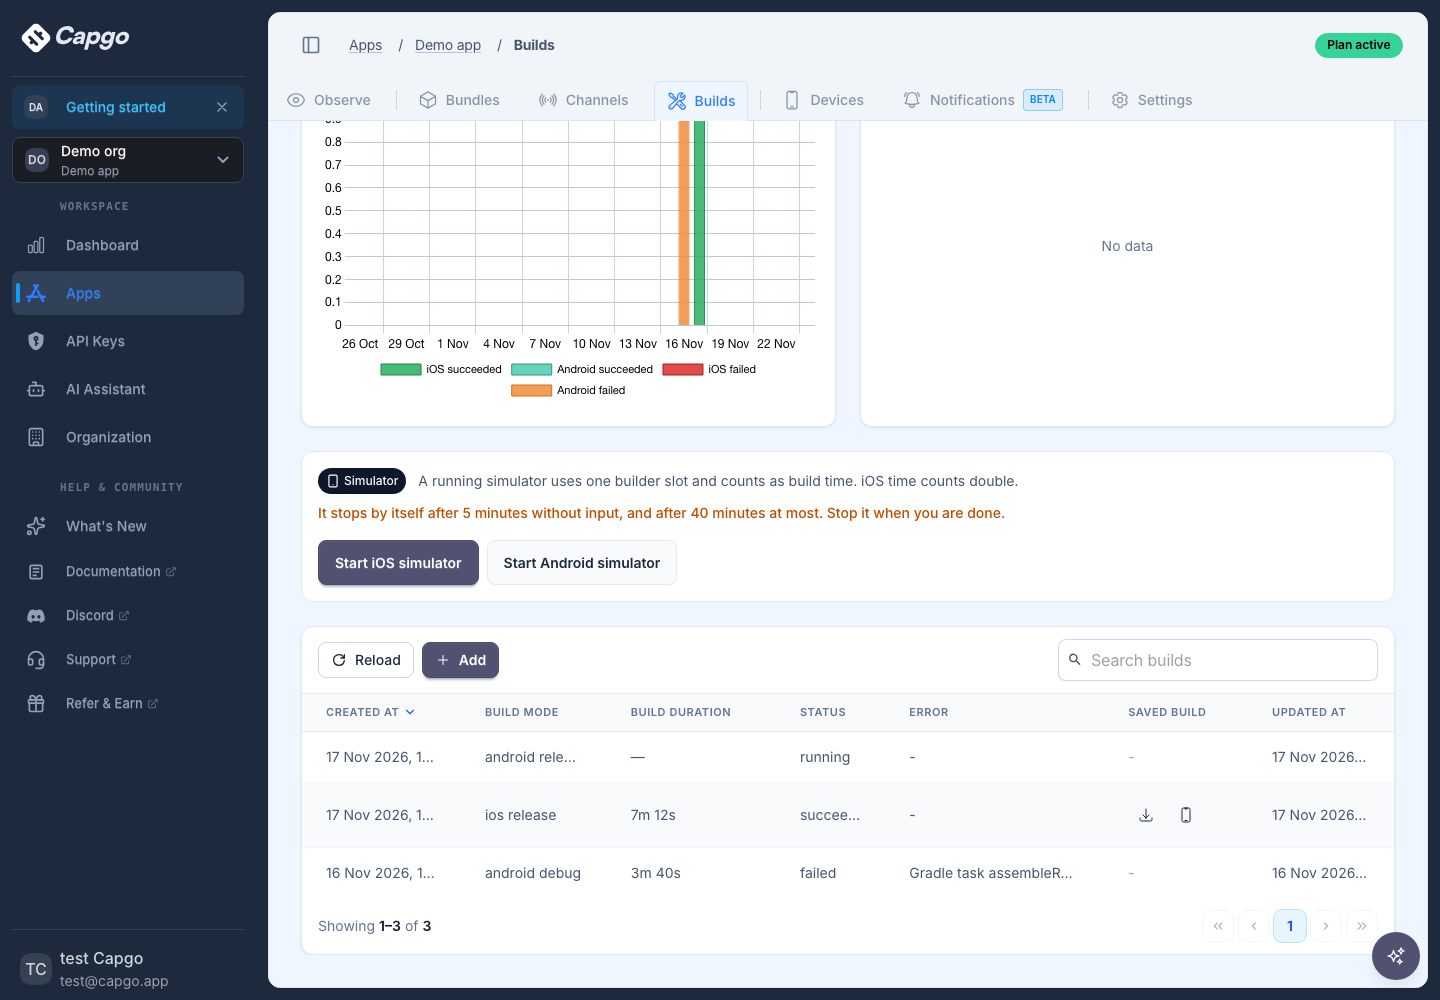 Capgo
Apps / Demo app / Builds
Plan active
DA Getting started
DO Demo org
Demo app
WORKSPACE
Dashboard
Apps
API Keys
AI Assistant
Organization
HELP & COMMUNITY
What's New
Documentation
Discord
Support
Refer & Earn
TC test Capgo
test@capgo.app
Observe Bundles Channels Builds Devices Notifications BETA Settings
0.8
0.7
0.6
0.5
0.4
0.3
0.2
0.1
0
26 Oct 29 Oct 1 Nov 4 Nov 7 Nov 10 Nov 13 Nov 16 Nov 19 Nov 22 Nov
iOS succeeded Android succeeded iOS failed
Android failed
No data
Simulator A running simulator uses one builder slot and counts as build time. iOS time counts double.
It stops by itself after 5 minutes without input, and after 40 minutes at most. Stop it when you are done.
Start iOS simulator Start Android simulator
Reload + Add Search builds
CREATED AT BUILD MODE BUILD DURATION STATUS ERROR SAVED BUILD UPDATED AT
17 Nov 2026, 1... android rele... — running - - 17 Nov 2026...
17 Nov 2026, 1... ios release 7m 12s succee... - 17 Nov 2026...
16 Nov 2026, 1... android debug 3m 40s failed Gradle task assembleR... - 16 Nov 2026...
Showing 1–3 of 3 « ‹ 1 › »